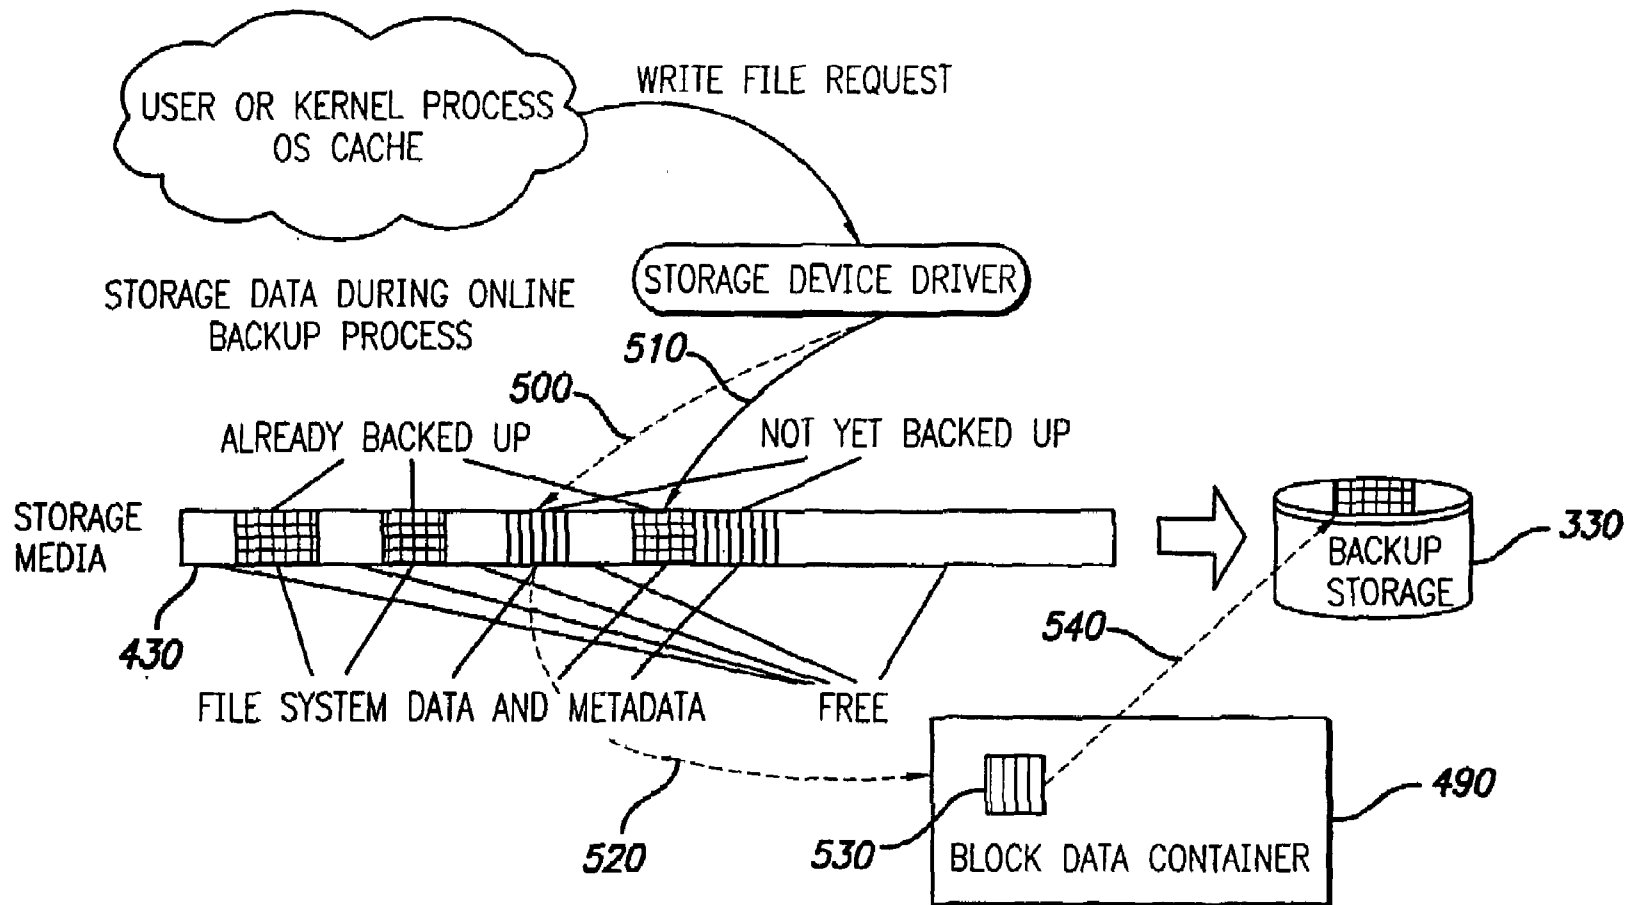 WRITE FILE REQUEST
USER OR KERNEL PROCESS
OS CACHE
STORAGE DEVICE DRIVER
STORAGE DATA DURING ONLINE
BACKUP PROCESS
510
500
ALREADY BACKED UP
NOT YET BACKED UP
STORAGE
MEDIA
330
BACKUP
STORAGE
430
540
FILE SYSTEM DATA AND METADATA
FREE
520
530
490
BLOCK DATA CONTAINER